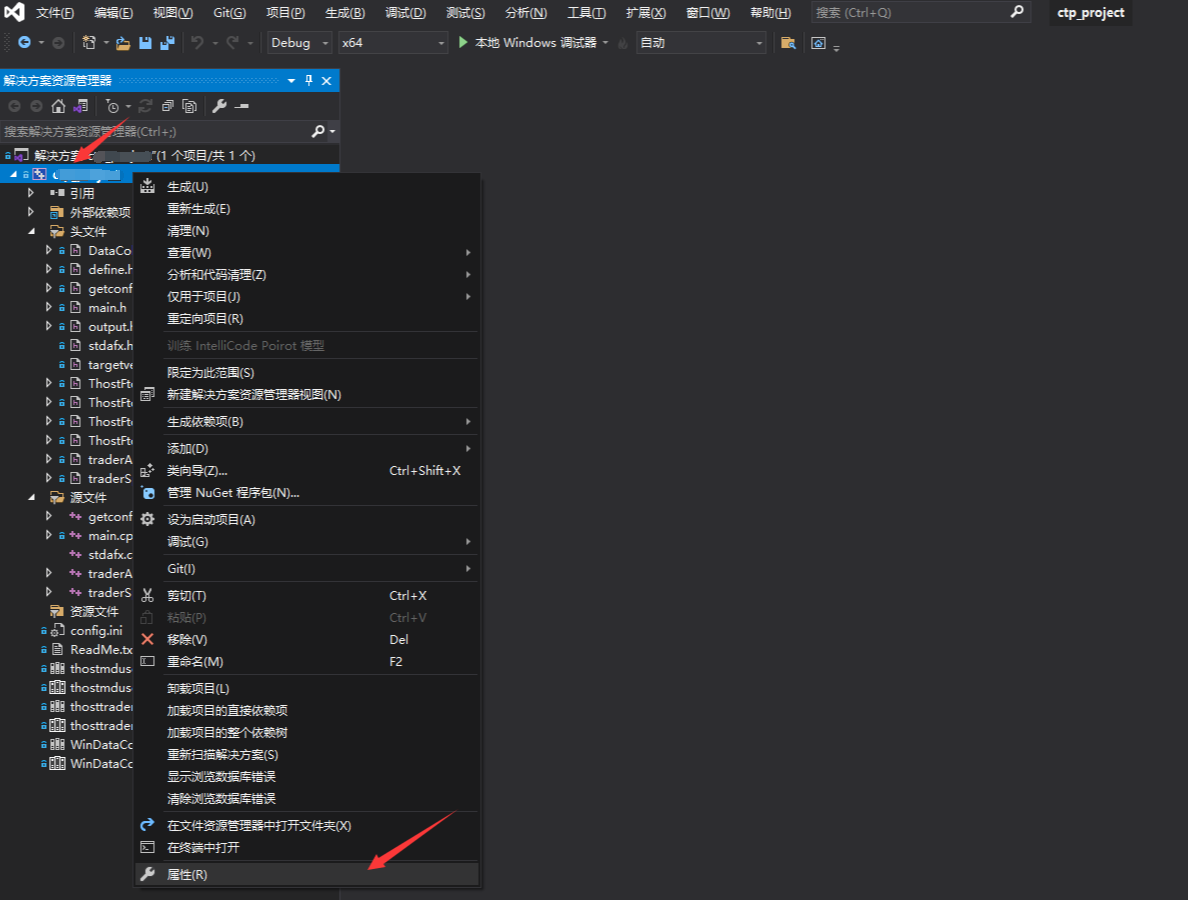 文件(F) 编辑(E) 视图(V) Git(G) 项目(P) 生成(B) 调试(D) 测试(S) 分析(N) 工具(T) 扩展(X) 窗口(W) 帮助(H) 搜索 (Ctrl+Q) ctp_project
Debug x64 本地 Windows 调试器 自动
解决方案资源管理器
搜索解决方案资源管理器(Ctrl+;)
解决方案 "(1 个项目/共 1 个)
引用
外部依赖项
头文件
DataCo
define.h
getconf
main.h
output.h
stdafx.h
targetve
ThostFt
ThostFt
ThostFt
ThostFt
traderA
traderS
源文件
getconf
main.cp
stdafx.c
traderA
traderS
资源文件
config.ini
ReadMe.tx
thostmdus
thostmdus
thosttrade
thosttrade
WinDataCo
WinDataCo
生成(U)
重新生成(E)
清理(N)
查看(W)
分析和代码清理(Z)
仅用于项目(J)
重定向项目(R)
训练 IntelliCode Poirot 模型
限定为此范围(S)
新建解决方案资源管理器视图(N)
生成依赖项(B)
添加(D)
类向导(Z)... Ctrl+Shift+X
管理 NuGet 程序包(N)...
设为启动项目(A)
调试(G)
Git(I)
剪切(T) Ctrl+X
粘贴(P) Ctrl+V
移除(V) Del
重命名(M) F2
卸载项目(L)
加载项目的直接依赖项
加载项目的整个依赖树
重新扫描解决方案(S)
显示浏览数据库错误
清除浏览数据库错误
在文件资源管理器中打开文件夹(X)
在终端中打开
属性(R)